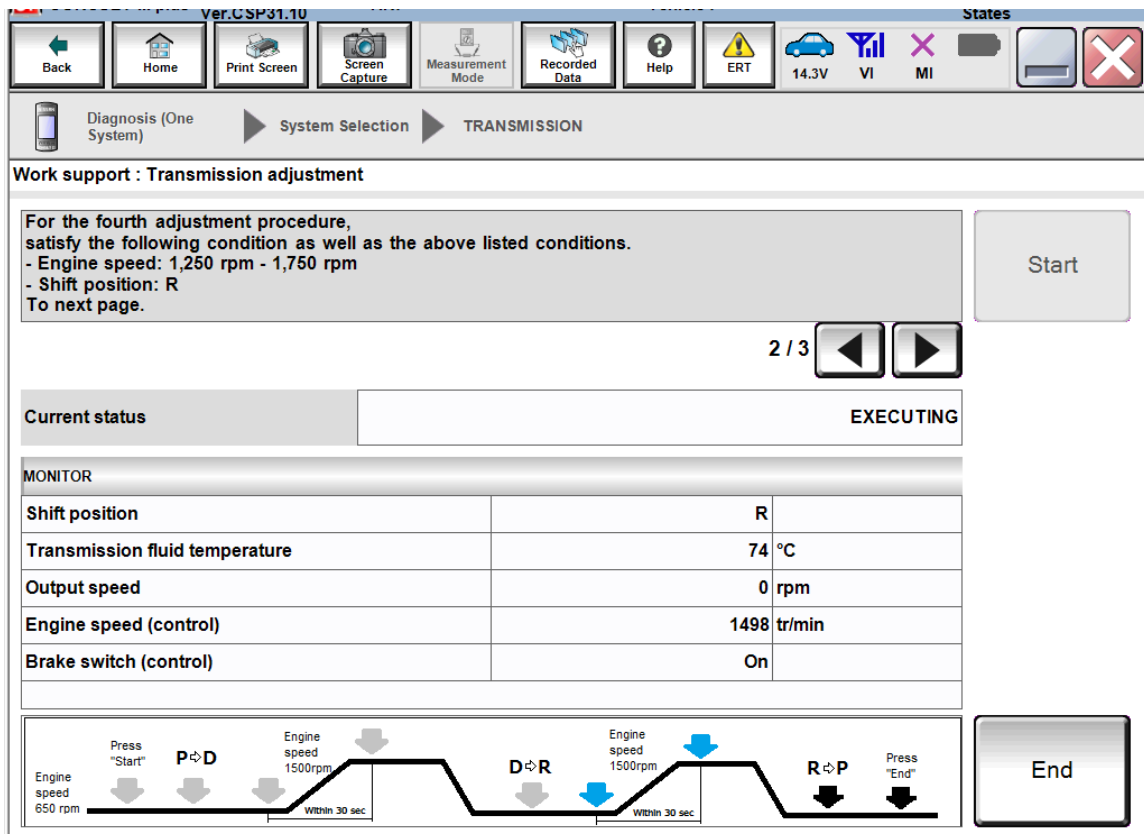 Ver.CSP31.10
States
Back
Home
Print Screen
Screen
Capture
Measurement
Mode
Recorded
Data
Help
ERT
14.3V
VI
MI
Diagnosis (One
System)
System Selection
TRANSMISSION
Work support : Transmission adjustment
For the fourth adjustment procedure,
satisfy the following condition as well as the above listed conditions.
- Engine speed: 1,250 rpm - 1,750 rpm
- Shift position: R
To next page.
Start
2 / 3
Current status
EXECUTING
MONITOR
Shift position R
Transmission fluid temperature 74 °C
Output speed 0 rpm
Engine speed (control) 1498 tr/min
Brake switch (control) On
Engine
speed
650 rpm
Press
"Start"
P⇨D
Engine
speed
1500rpm
Within 30 sec
D⇨R
Engine
speed
1500rpm
Within 30 sec
R⇨P
Press
"End"
End